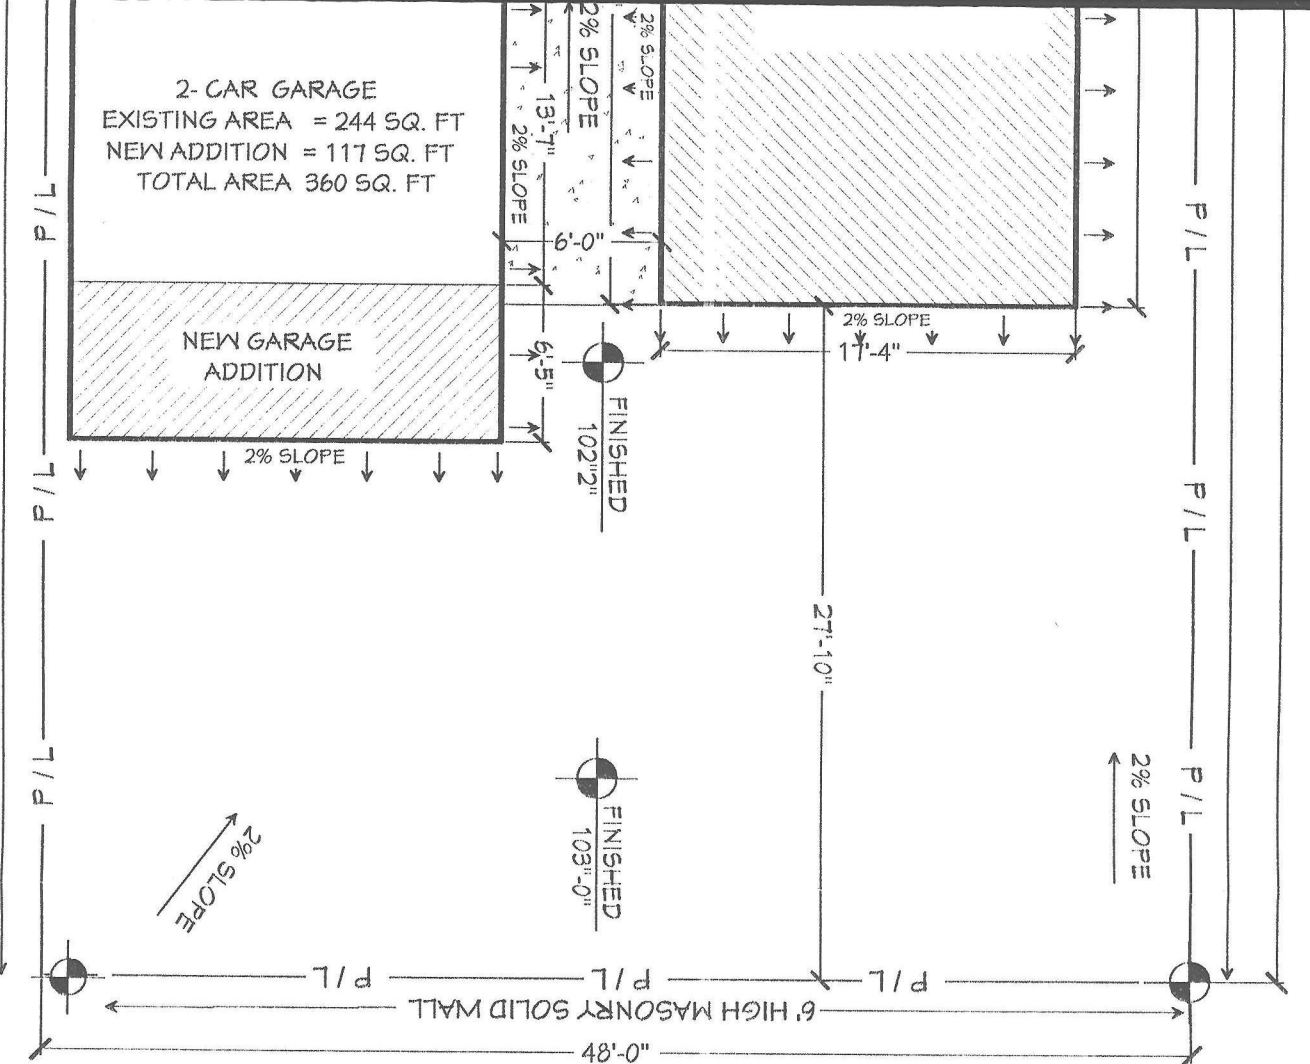 2- CAR GARAGE
EXISTING AREA = 244 SQ. FT
NEW ADDITION = 117 SQ. FT
TOTAL AREA 360 SQ. FT
NEW GARAGE
ADDITION
2% SLOPE
2% SLOPE
13'-7"
6'-5"
2% SLOPE
2% SLOPE
6'-0"
2% SLOPE
17'-4"
FINISHED
102"2"
27'-10"
FINISHED
103'-0"
2% SLOPE
2% SLOPE
P/L
P/L
P/L
P/L
P/L
P/L
P/L
P/L
P/L
6' HIGH MASONRY SOLID WALL
48'-0"